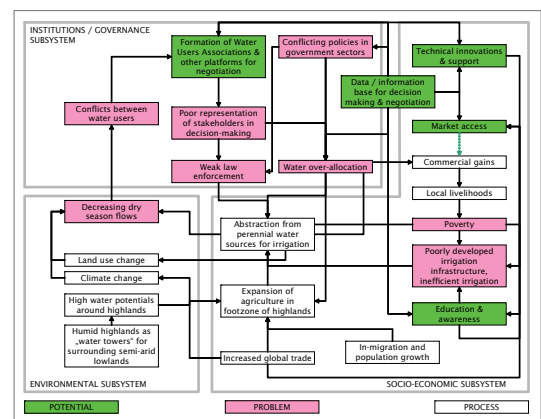 INSTITUTIONS / GOVERNANCE
SUBSYSTEM
Formation of Water
Users Associations &
other platforms for
negotiation
Conflicting policies in
government sectors
Technical innovations
& support
Data / information
base for decision
making & negotiation
Conflicts between
water users
Poor representation
of stakeholders in
decision-making
Market access
Weak law
enforcement
Water over-allocation
Commercial gains
Local livelihoods
Decreasing dry
season flows
Abstraction from
perennial water
sources for irrigation
Poverty
Land use change
Poorly developed
irrigation
infrastructure,
inefficient irrigation
Climate change
High water potentials
around highlands
Expansion of
agriculture in
footzone of highlands
Education &
awareness
Humid highlands as
„water towers” for
surrounding semi-arid
lowlands
Increased global trade
In-migration and
population growth
ENVIRONMENTAL SUBSYSTEM
SOCIO-ECONOMIC SUBSYSTEM
POTENTIAL
PROBLEM
PROCESS